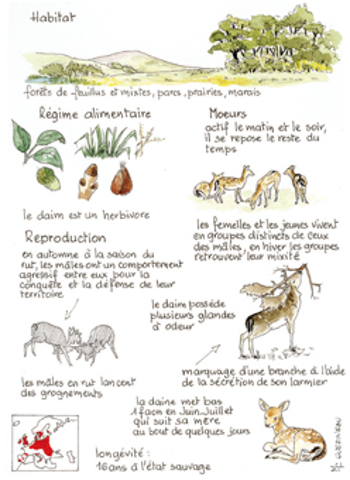 Habitat
forêts de feuillus et mixtes, parcs, prairies, marais
Régime alimentaire
le daim est un herbivore
Moeurs
actif le matin et le soir,
il se repose le reste du
temps
les femelles et les jeunes vivent
en groupes distincts de ceux
des mâles, en hiver les groupes
retrouvent leur mixité
Reproduction
en automne à la saison du
rut, les mâles ont un comportement
agressif entre eux pour la
conquête et la défense de leur
territoire
les mâles en rut lancent
des grognements
le daim possède
plusieurs glandes
à odeur
marquage d'une branche à l'aide
de la sécrétion de son larmier
la daine met bas
1 faon en Juin-Juillet
qui suit sa mère
au bout de quelques jours
longévité:
16 ans à l'état sauvage